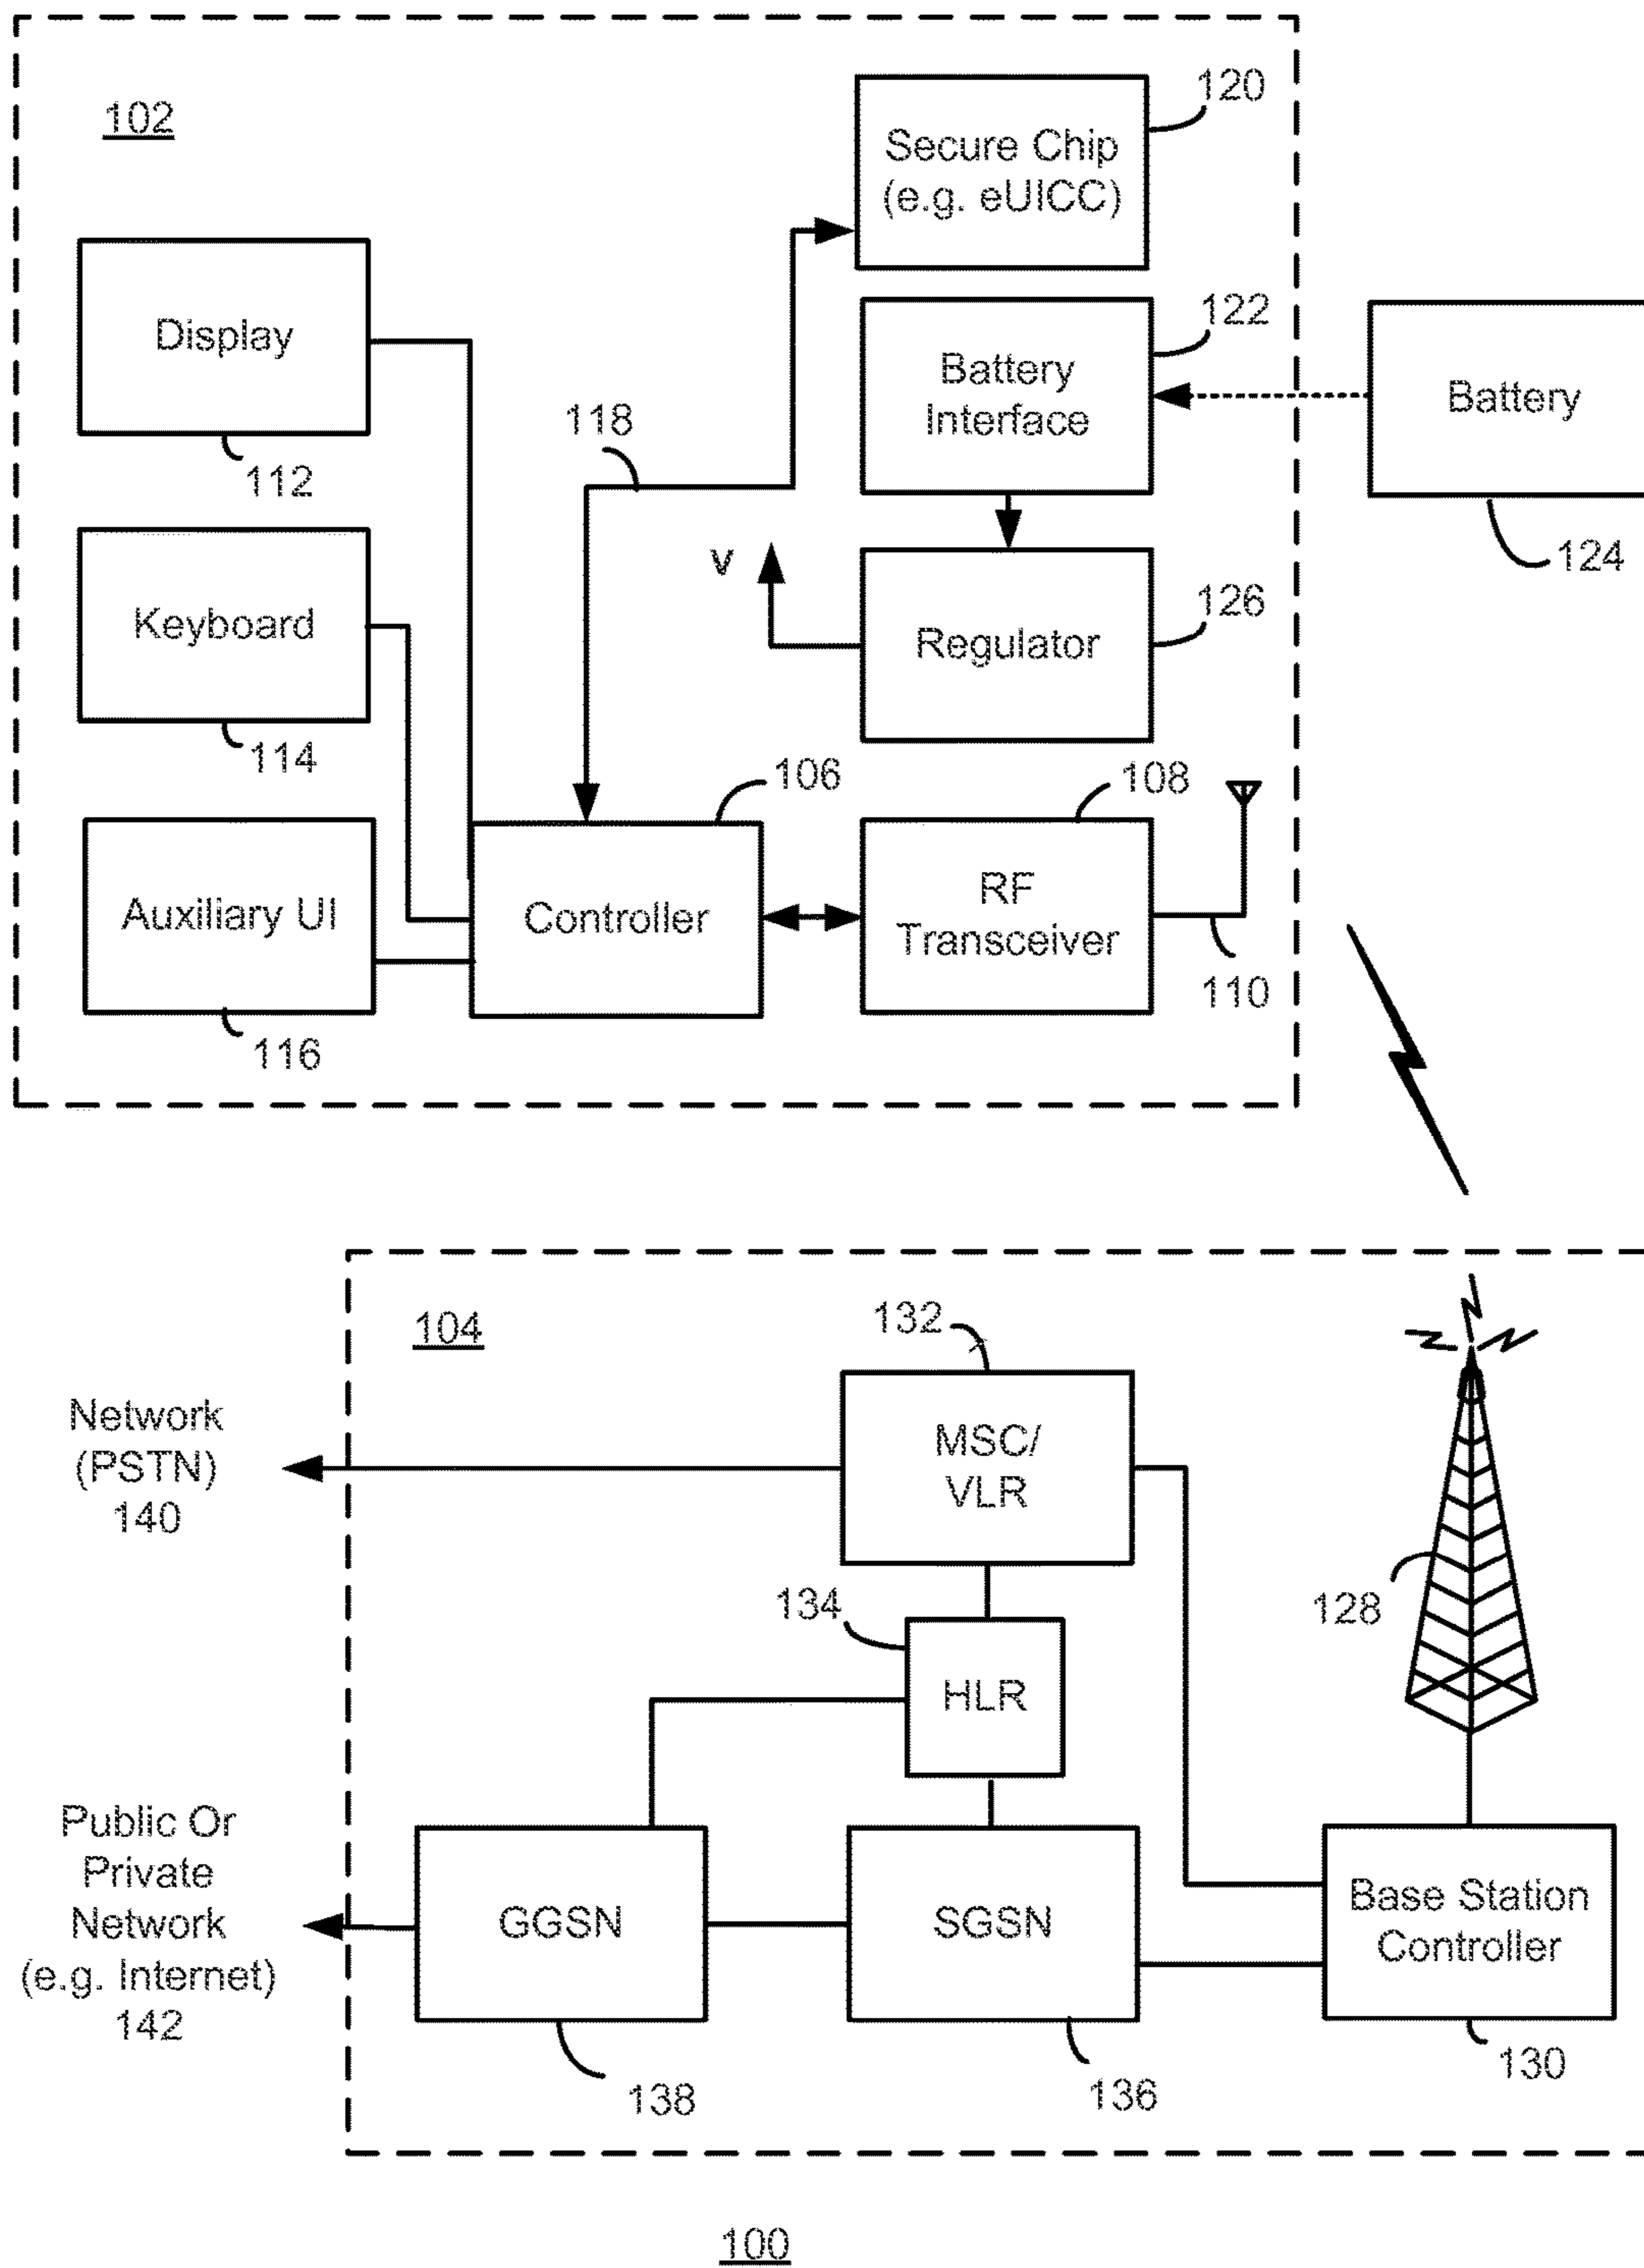 102
120
Secure Chip
(e.g. eUICC)
Display
112
122
Battery
Interface
Battery
124
118
V
Keyboard
114
Regulator
126
106
108
Auxiliary UI
116
Controller
RF
Transceiver
110
104
132
Network
(PSTN)
140
MSC/
VLR
134
HLR
128
Public Or
Private
Network
(e.g. Internet)
142
GGSN
138
SGSN
136
Base Station
Controller
130
100